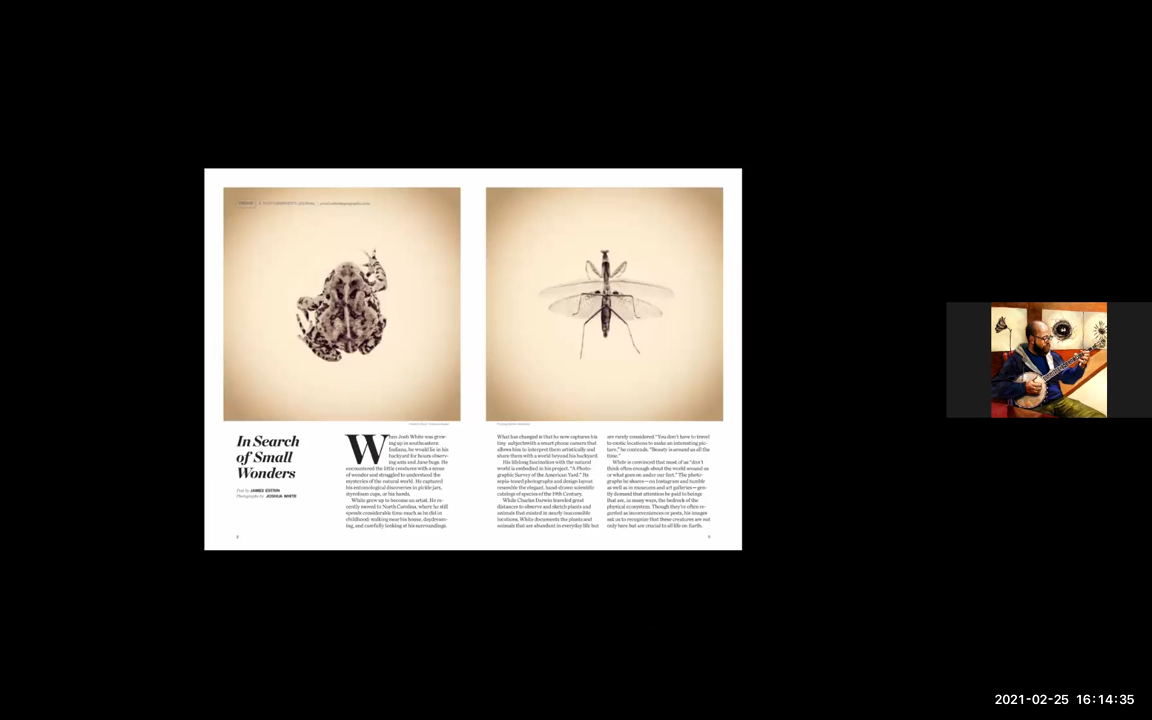 In Search
of Small
Wonders
Text by JAMES ESTRIN
Photographs by JOSHUA WHITE
When Josh White was grow-
ing up in southeastern
Indiana, he would lie in his
backyard for hours observ-
ing ants and June bugs. He
encountered the little creatures with a sense
of wonder and struggled to understand the
mysteries of the natural world. He captured
his entomological discoveries in pickle jars,
styrofoam cups, or his hands.
White grew up to become an artist. He re-
cently moved to North Carolina, where he still
spends considerable time much as he did in
childhood: walking near his house, daydream-
ing, and carefully looking at his surroundings.
What has changed is that he now captures his
tiny subjects with a smart phone camera that
allows him to interpret them artistically and
share them with a world beyond his backyard.
His lifelong fascination with the natural
world is embodied in his project, "A Photo-
graphic Survey of the American Yard." Its
sepia-toned photographs and design layout
resemble the elegant, hand-drawn scientific
catalogs of species of the 19th Century.
While Charles Darwin traveled great
distances to observe and sketch plants and
animals that existed in nearly inaccessible
locations, White documents the plants and
animals that are abundant in everyday life but
are rarely considered. "You don't have to travel
to exotic locations to make an interesting pic-
ture," he contends. "Beauty is around us all the
time."
White is convinced that most of us "don't
think often enough about the world around us
or what goes on under our feet." The photo-
graphs he shares—on Instagram and tumblr
as well as in museums and art galleries—gen-
tly demand that attention be paid to beings
that are, in many ways, the bedrock of the
physical ecosystem. Though they're often re-
garded as inconveniences or pests, his images
ask us to recognize that these creatures are not
only here but are crucial to all life on Earth.
2021-02-25 16:14:35